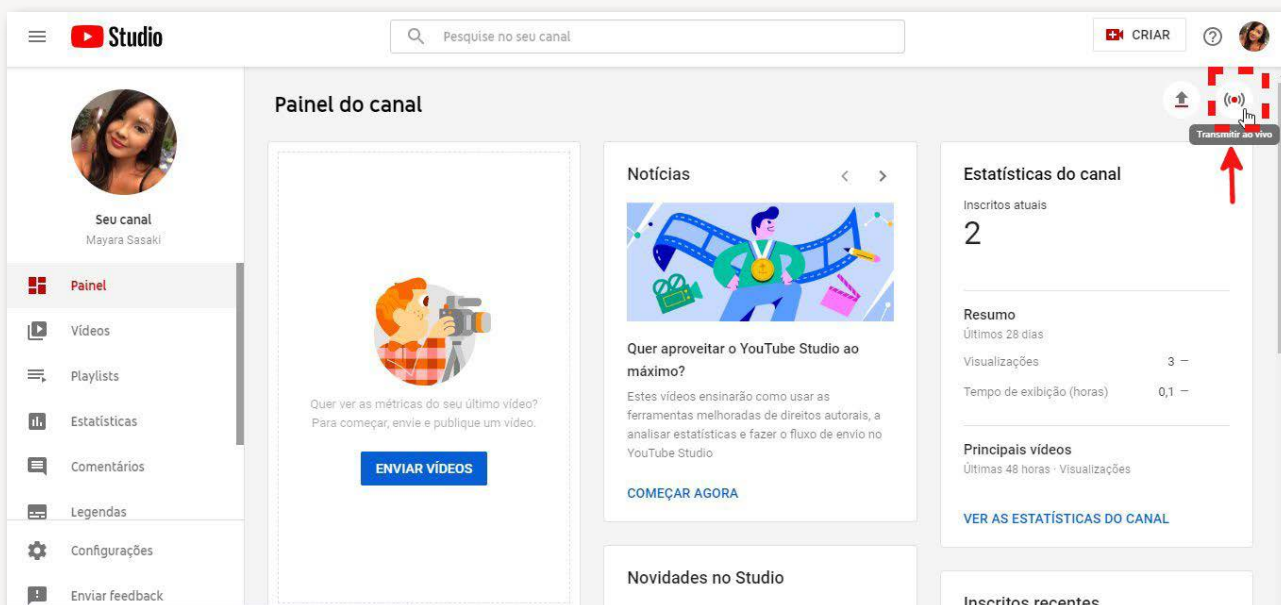 Studio
Pesquise no seu canal
CRIAR
Seu canal
Mayara Sasaki
Painel
Vídeos
Playlists
Estatísticas
Comentários
Legendas
Configurações
Enviar feedback
Painel do canal
Transmitir ao vivo
Quer ver as métricas do seu último vídeo?
Para começar, envie e publique um vídeo.
ENVIAR VÍDEOS
Notícias
Quer aproveitar o YouTube Studio ao
máximo?
Estes vídeos ensinarão como usar as
ferramentas melhoradas de direitos autorais, a
analisar estatísticas e fazer o fluxo de envio no
YouTube Studio
COMEÇAR AGORA
Novidades no Studio
Estatísticas do canal
Inscritos atuais
2
Resumo
Últimos 28 dias
Visualizações 3 —
Tempo de exibição (horas) 0,1 —
Principais vídeos
Últimas 48 horas · Visualizações
VER AS ESTATÍSTICAS DO CANAL
Inscritos recentes